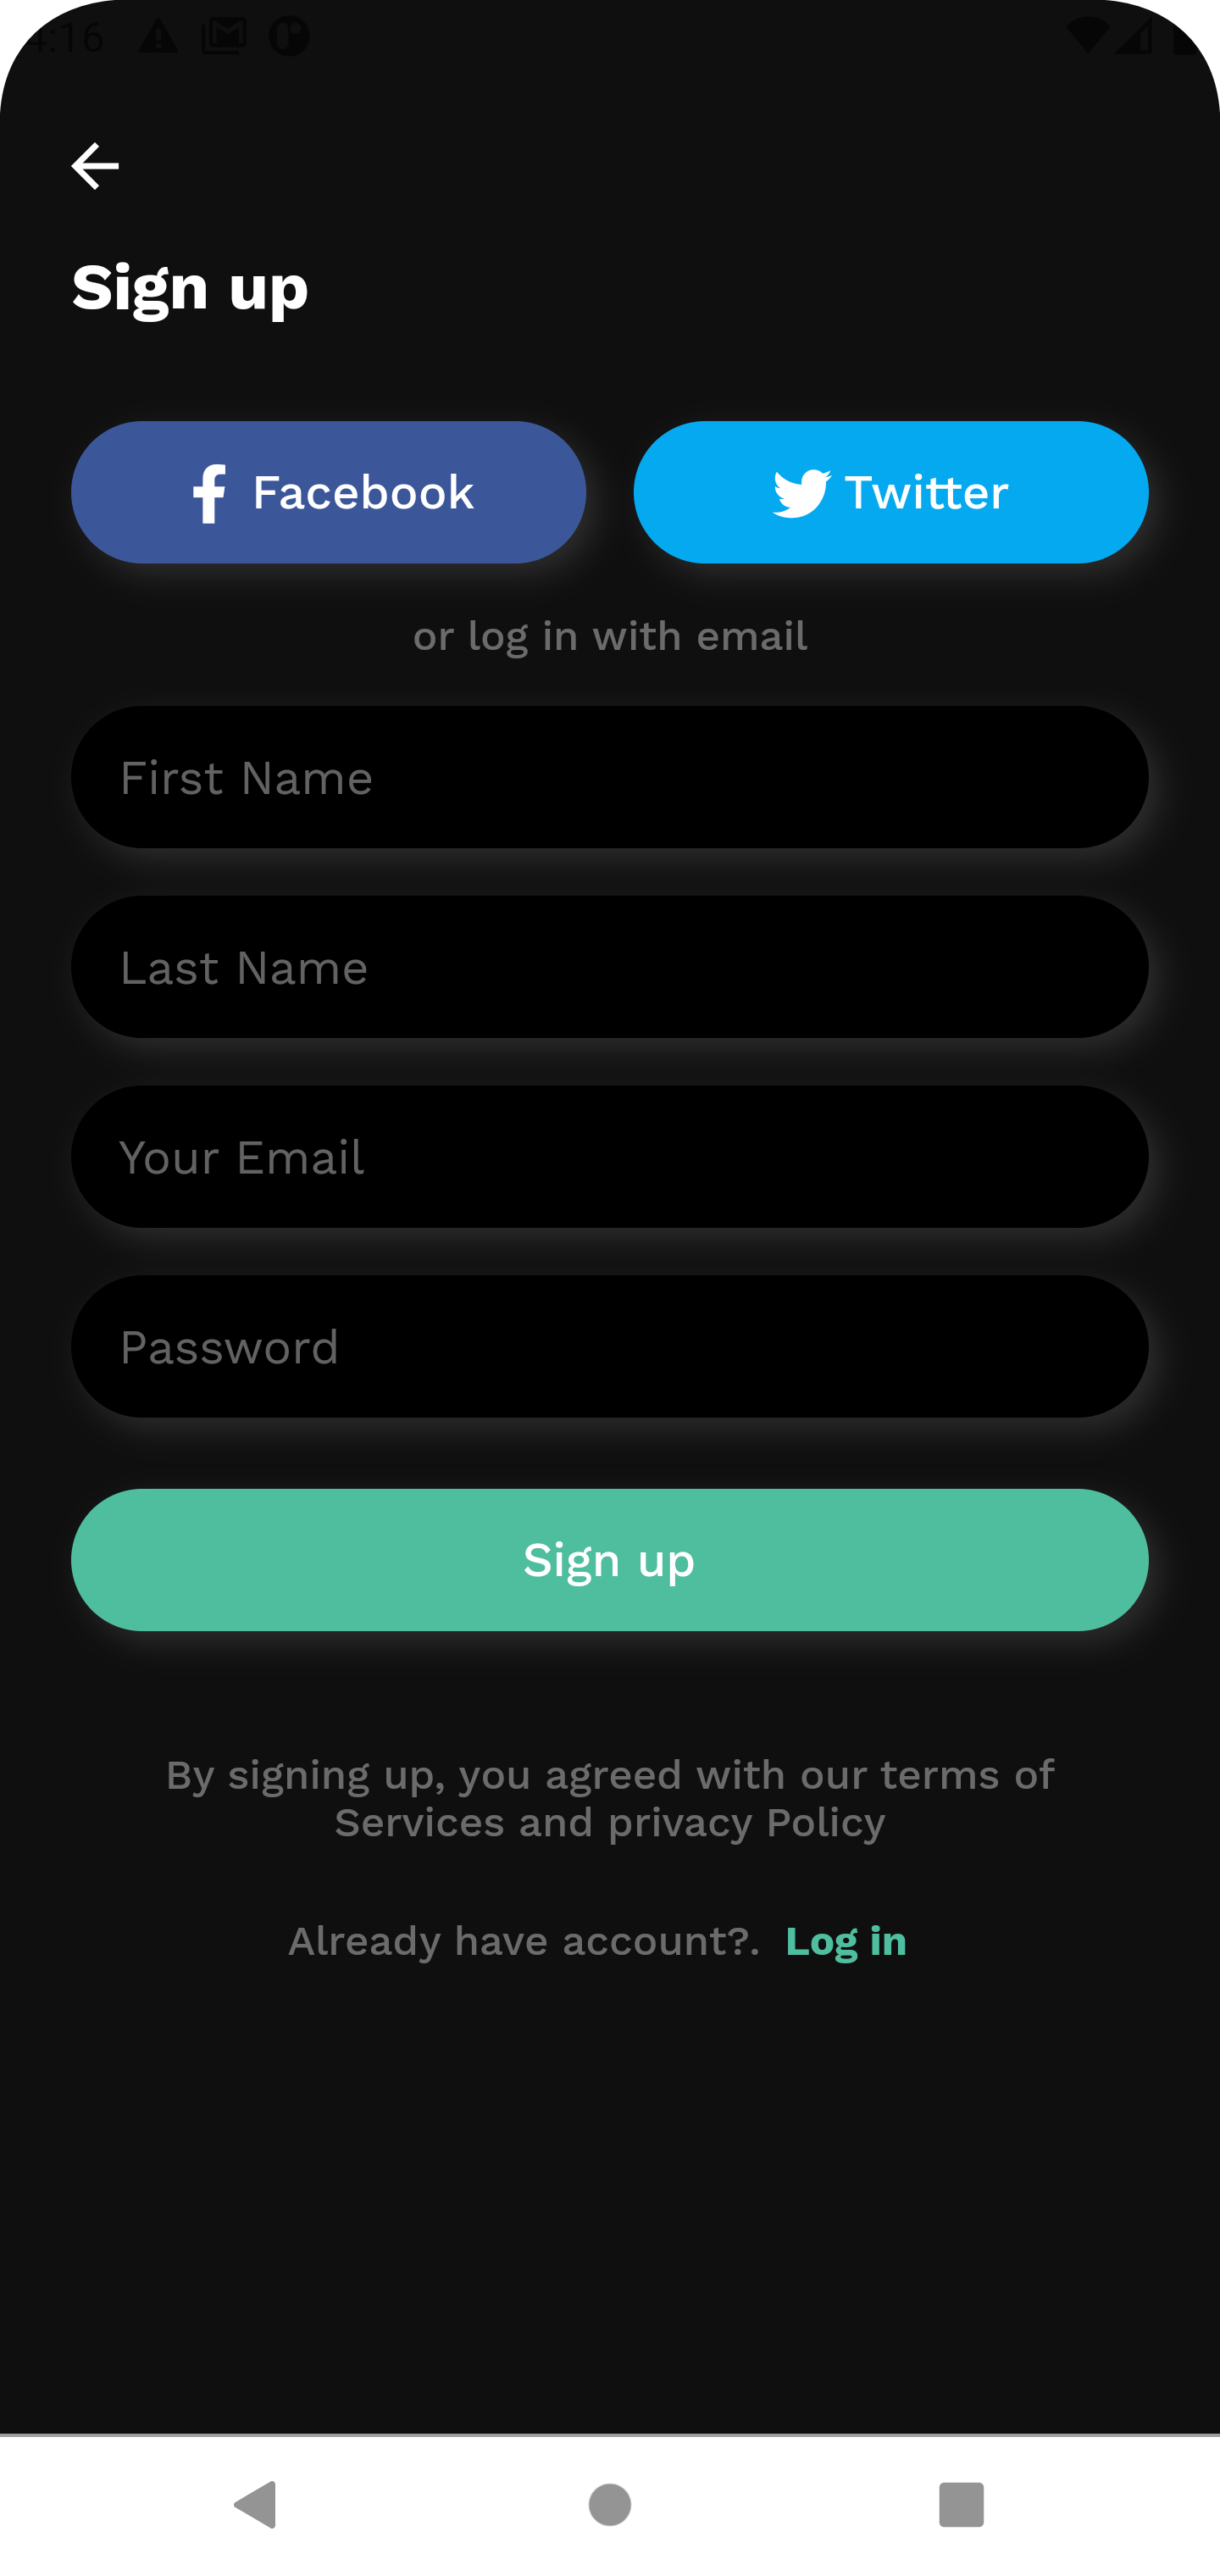 4:16
Sign up
Facebook
Twitter
or log in with email
First Name
Last Name
Your Email
Password
Sign up
By signing up, you agreed with our terms of
Services and privacy Policy
Already have account?. Log in